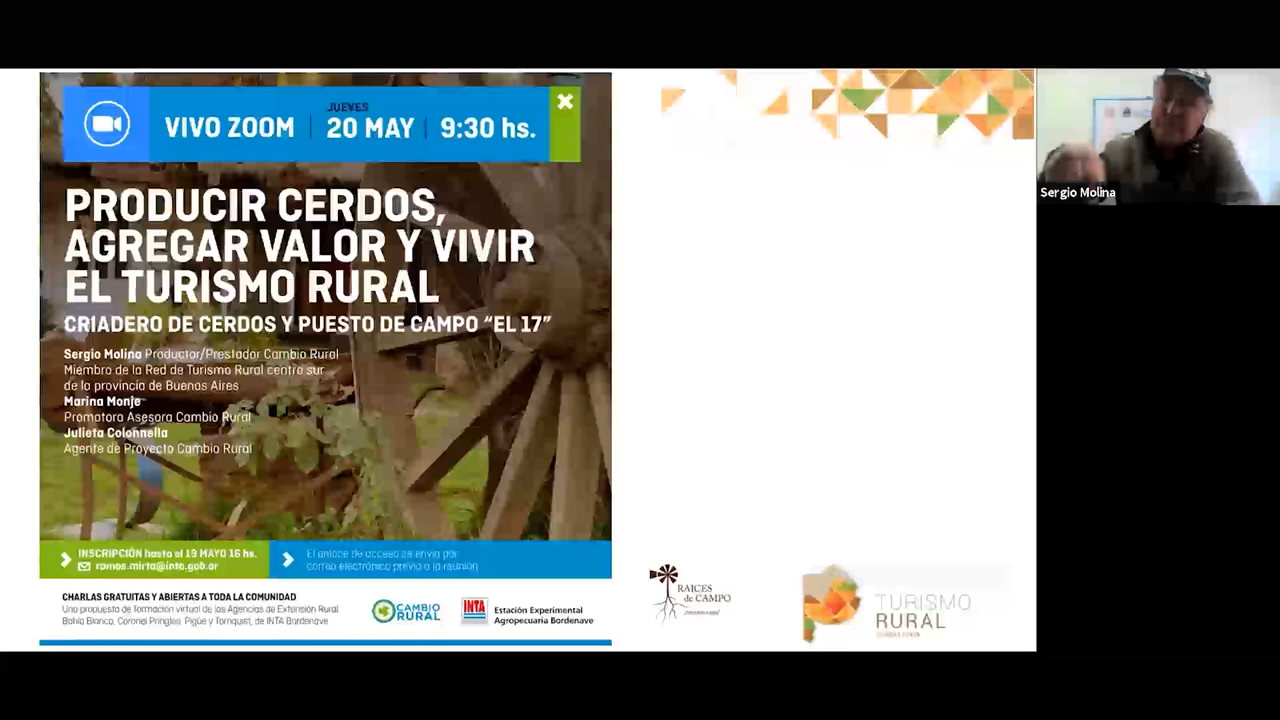 JUEVES
VIVO ZOOM | 20 MAY | 9:30 hs.
PRODUCIR CERDOS,
AGREGAR VALOR Y VIVIR
EL TURISMO RURAL
CRIADERO DE CERDOS Y PUESTO DE CAMPO “EL 17”
Sergio Molina Productor/Prestador Cambio Rural
Miembro de la Red de Turismo Rural centro sur
de la provincia de Buenos Aires
Marina Monje
Promotora Asesora Cambio Rural
Julieta Colonnella
Agente de Proyecto Cambio Rural
INSCRIPCIÓN hasta el 19 MAYO 16 hs.
ramos.mirta@inta.gob.ar
El enlace de acceso se envía por
correo electrónico previo a la reunión
CHARLAS GRATUITAS Y ABIERTAS A TODA LA COMUNIDAD
Una propuesta de formación virtual de las Agencias de Extensión Rural
Bahía Blanca, Coronel Pringles, Pigüé y Tornquist, de INTA Bordenave
CAMBIO
RURAL
INTA
Estación Experimental
Agropecuaria Bordenave
RAICES
de CAMPO
TURISMO
RURAL
Sergio Molina